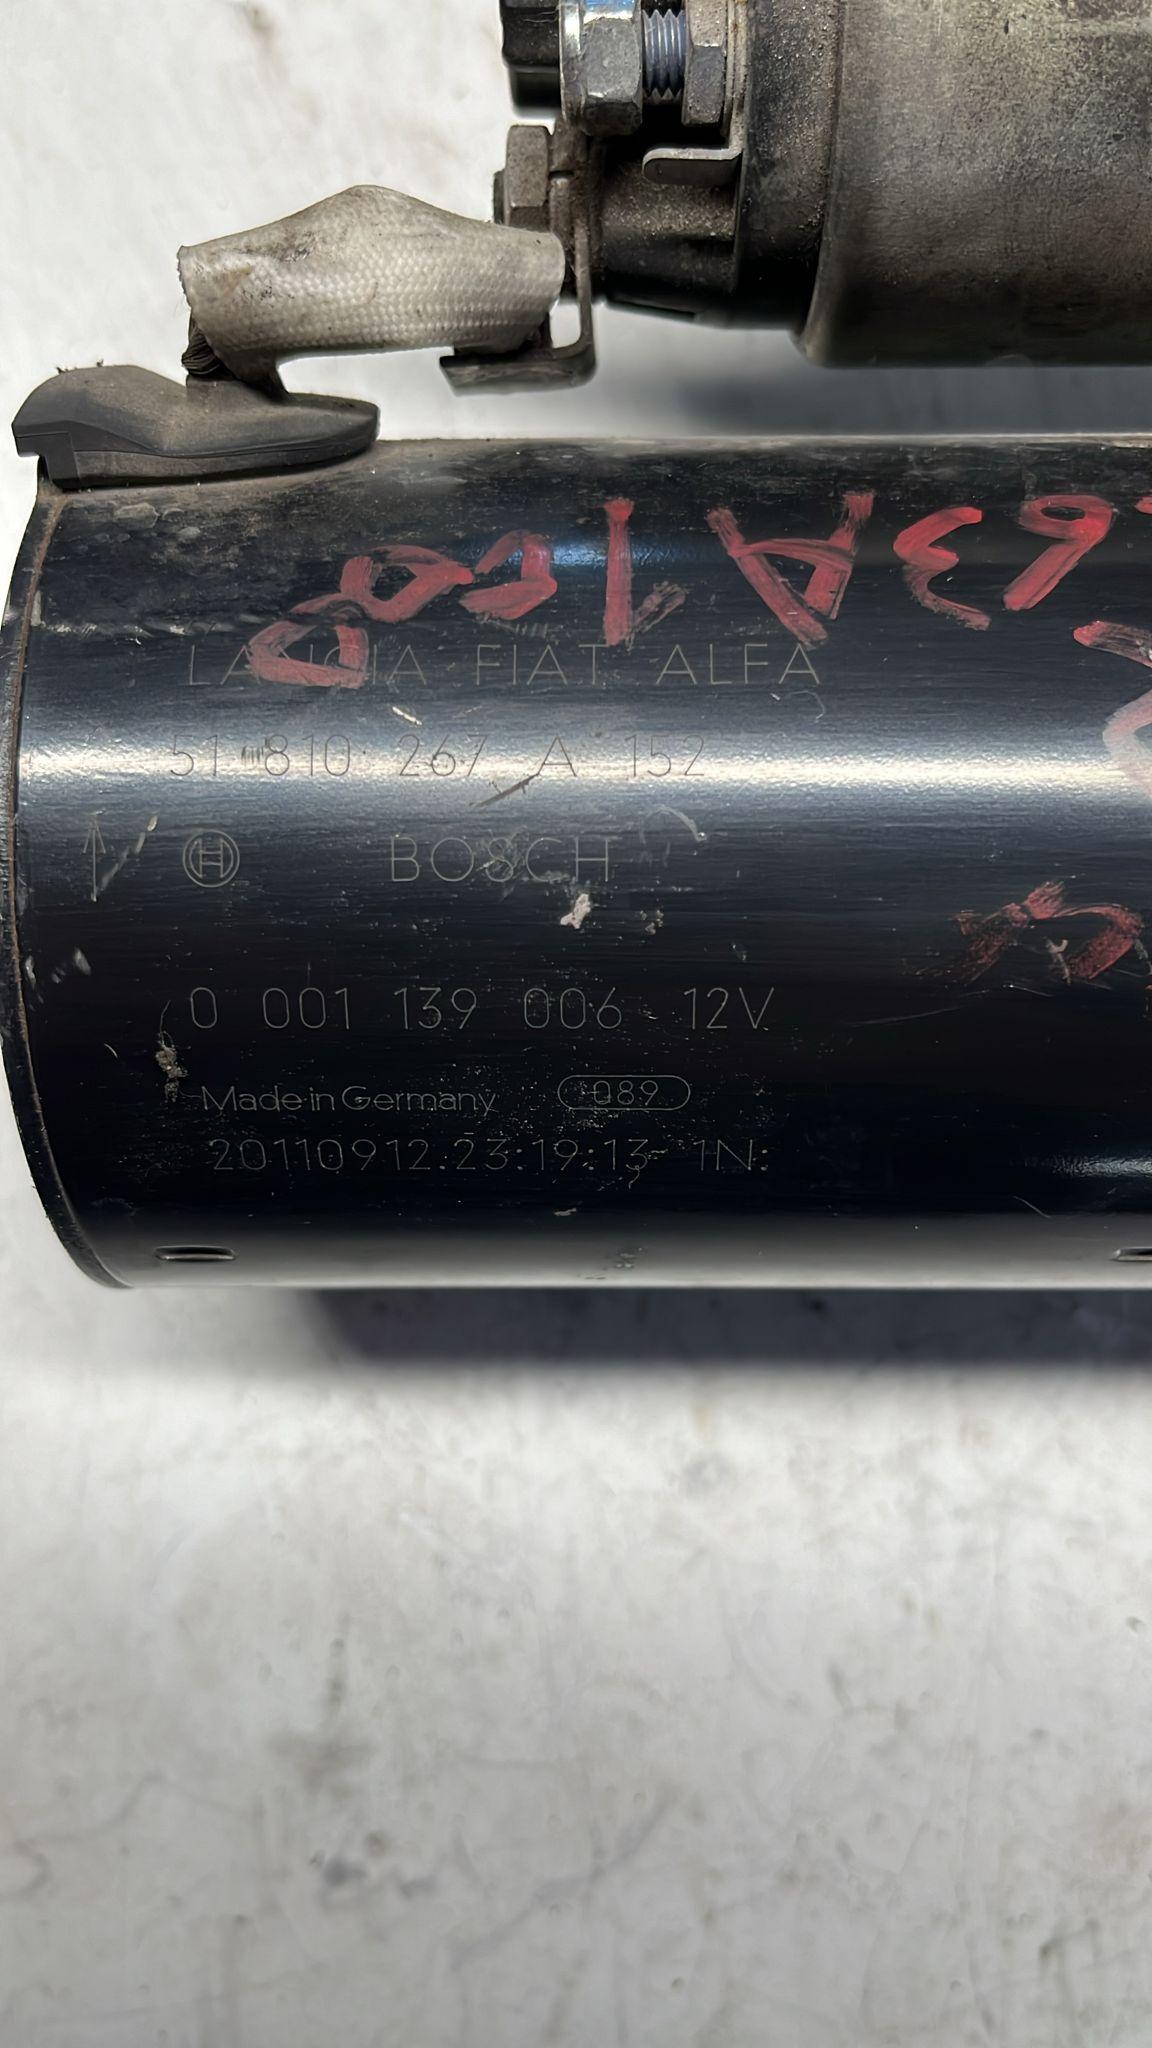 LANCIA FIAT ALFA
51 810 267 A 152
BOSCH
0 001 139 006 12V
Made in Germany 089
20110912:23:19:13 1N: